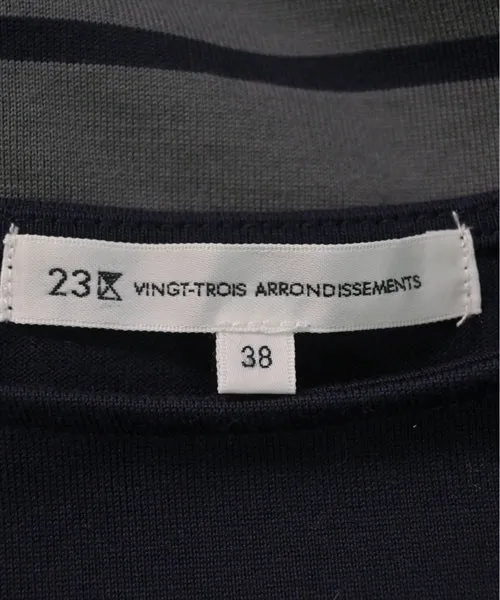 23区 VINGT-TROIS ARRONDISSEMENTS
38